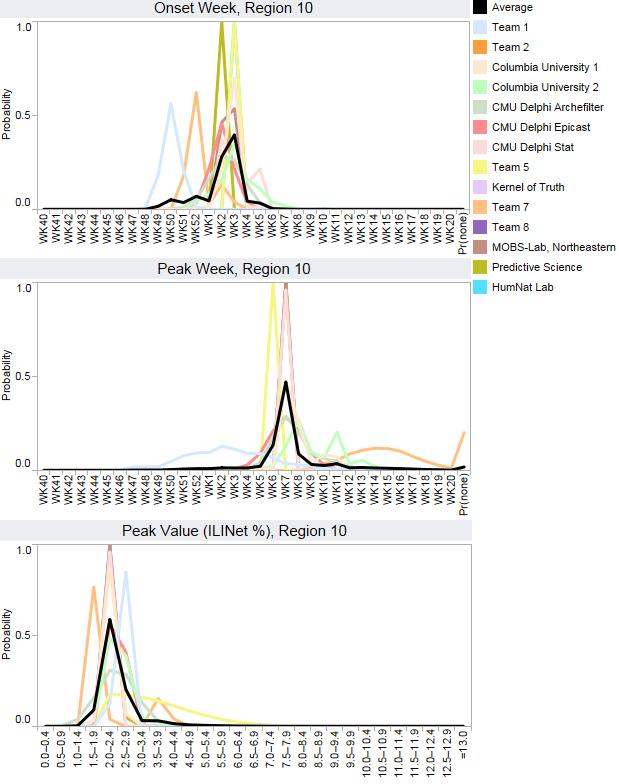 Onset Week, Region 10
Probability
1.0
0.5
0.0
WK40 WK41 WK42 WK43 WK44 WK45 WK46 WK47 WK48 WK49 WK50 WK51 WK52 WK1 WK2 WK3 WK4 WK5 WK6 WK7 WK8 WK9 WK10 WK11 WK12 WK13 WK14 WK15 WK16 WK17 WK18 WK19 WK20 Pr(none)
Peak Week, Region 10
Probability
1.0
0.5
0.0
WK40 WK41 WK42 WK43 WK44 WK45 WK46 WK47 WK48 WK49 WK50 WK51 WK52 WK1 WK2 WK3 WK4 WK5 WK6 WK7 WK8 WK9 WK10 WK11 WK12 WK13 WK14 WK15 WK16 WK17 WK18 WK19 WK20 Pr(none)
Peak Value (ILINet %), Region 10
Probability
1.0
0.5
0.0
0.0–0.4 0.5–0.9 1.0–1.4 1.5–1.9 2.0–2.4 2.5–2.9 3.0–3.4 3.5–3.9 4.0–4.4 4.5–4.9 5.0–5.4 5.5–5.9 6.0–6.4 6.5–6.9 7.0–7.4 7.5–7.9 8.0–8.4 8.5–8.9 9.0–9.4 9.5–9.9 10.0–10.4 10.5–10.9 11.0–11.4 11.5–11.9 12.0–12.4 12.5–12.9 =13.0
Average
Team 1
Team 2
Columbia University 1
Columbia University 2
CMU Delphi Archefilter
CMU Delphi Epicast
CMU Delphi Stat
Team 5
Kernel of Truth
Team 7
Team 8
MOBS-Lab, Northeastern
Predictive Science
HumNat Lab